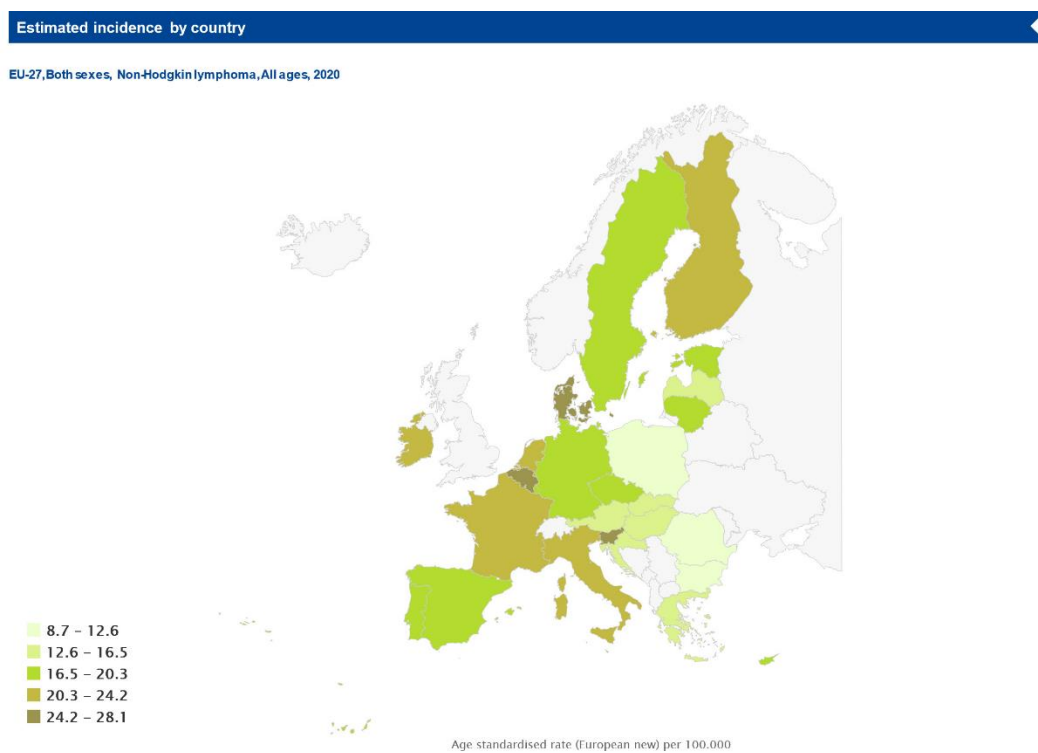 Estimated incidence by country
EU-27,Both sexes, Non-Hodgkin lymphoma,All ages, 2020
8.7 – 12.6
12.6 – 16.5
16.5 – 20.3
20.3 – 24.2
24.2 – 28.1
Age standardised rate (European new) per 100.000